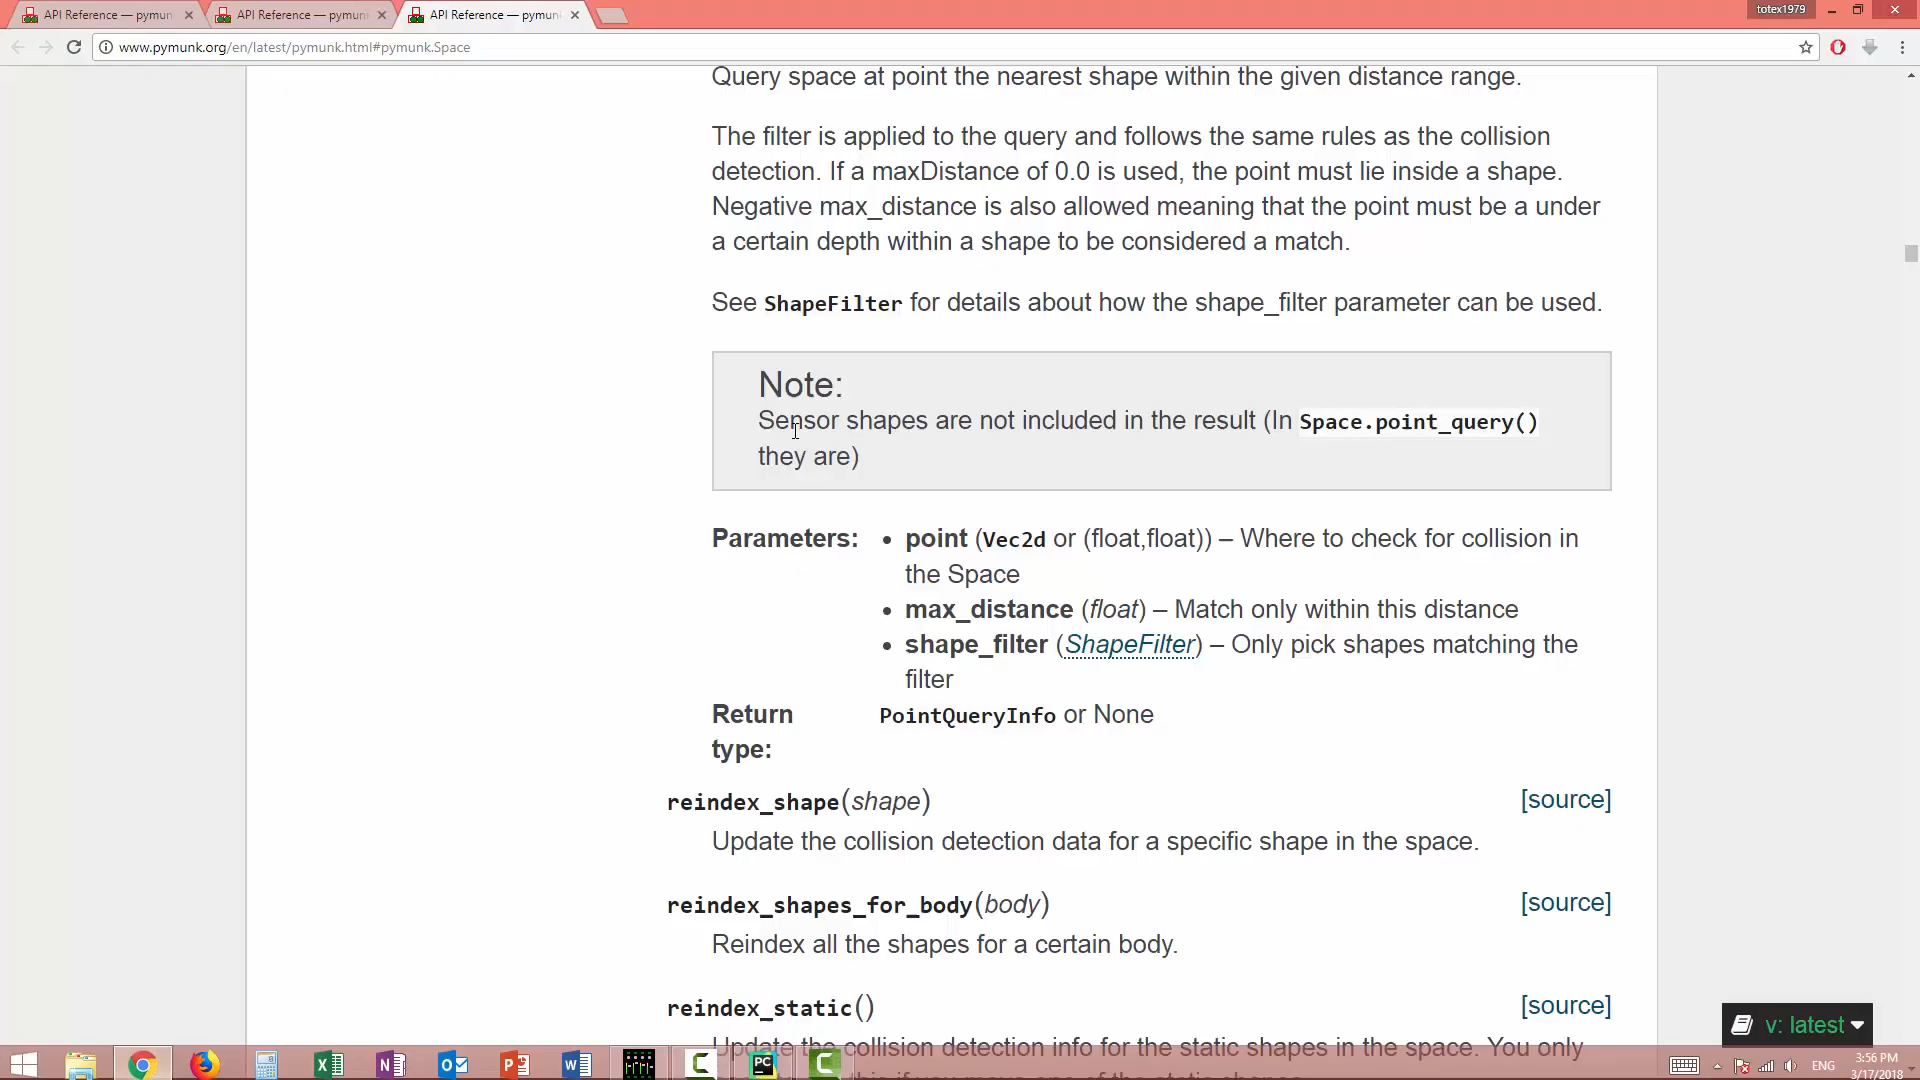 API Reference — pymun
API Reference — pymun
API Reference — pymun
totex1979
www.pymunk.org/en/latest/pymunk.html#pymunk.Space
Query space at point the nearest shape within the given distance range.
The filter is applied to the query and follows the same rules as the collision
detection. If a maxDistance of 0.0 is used, the point must lie inside a shape.
Negative max_distance is also allowed meaning that the point must be a under
a certain depth within a shape to be considered a match.
See ShapeFilter for details about how the shape_filter parameter can be used.
Note:
Sensor shapes are not included in the result (In Space.point_query()
they are)
Parameters:
• point (Vec2d or (float,float)) – Where to check for collision in
the Space
• max_distance (float) – Match only within this distance
• shape_filter (ShapeFilter) – Only pick shapes matching the
filter
Return type: PointQueryInfo or None
reindex_shape(shape) [source]
Update the collision detection data for a specific shape in the space.
reindex_shapes_for_body(body) [source]
Reindex all the shapes for a certain body.
reindex_static() [source]
Update the collision detection info for the static shapes in the space. You only
v: latest
ENG
3:56 PM
3/17/2018